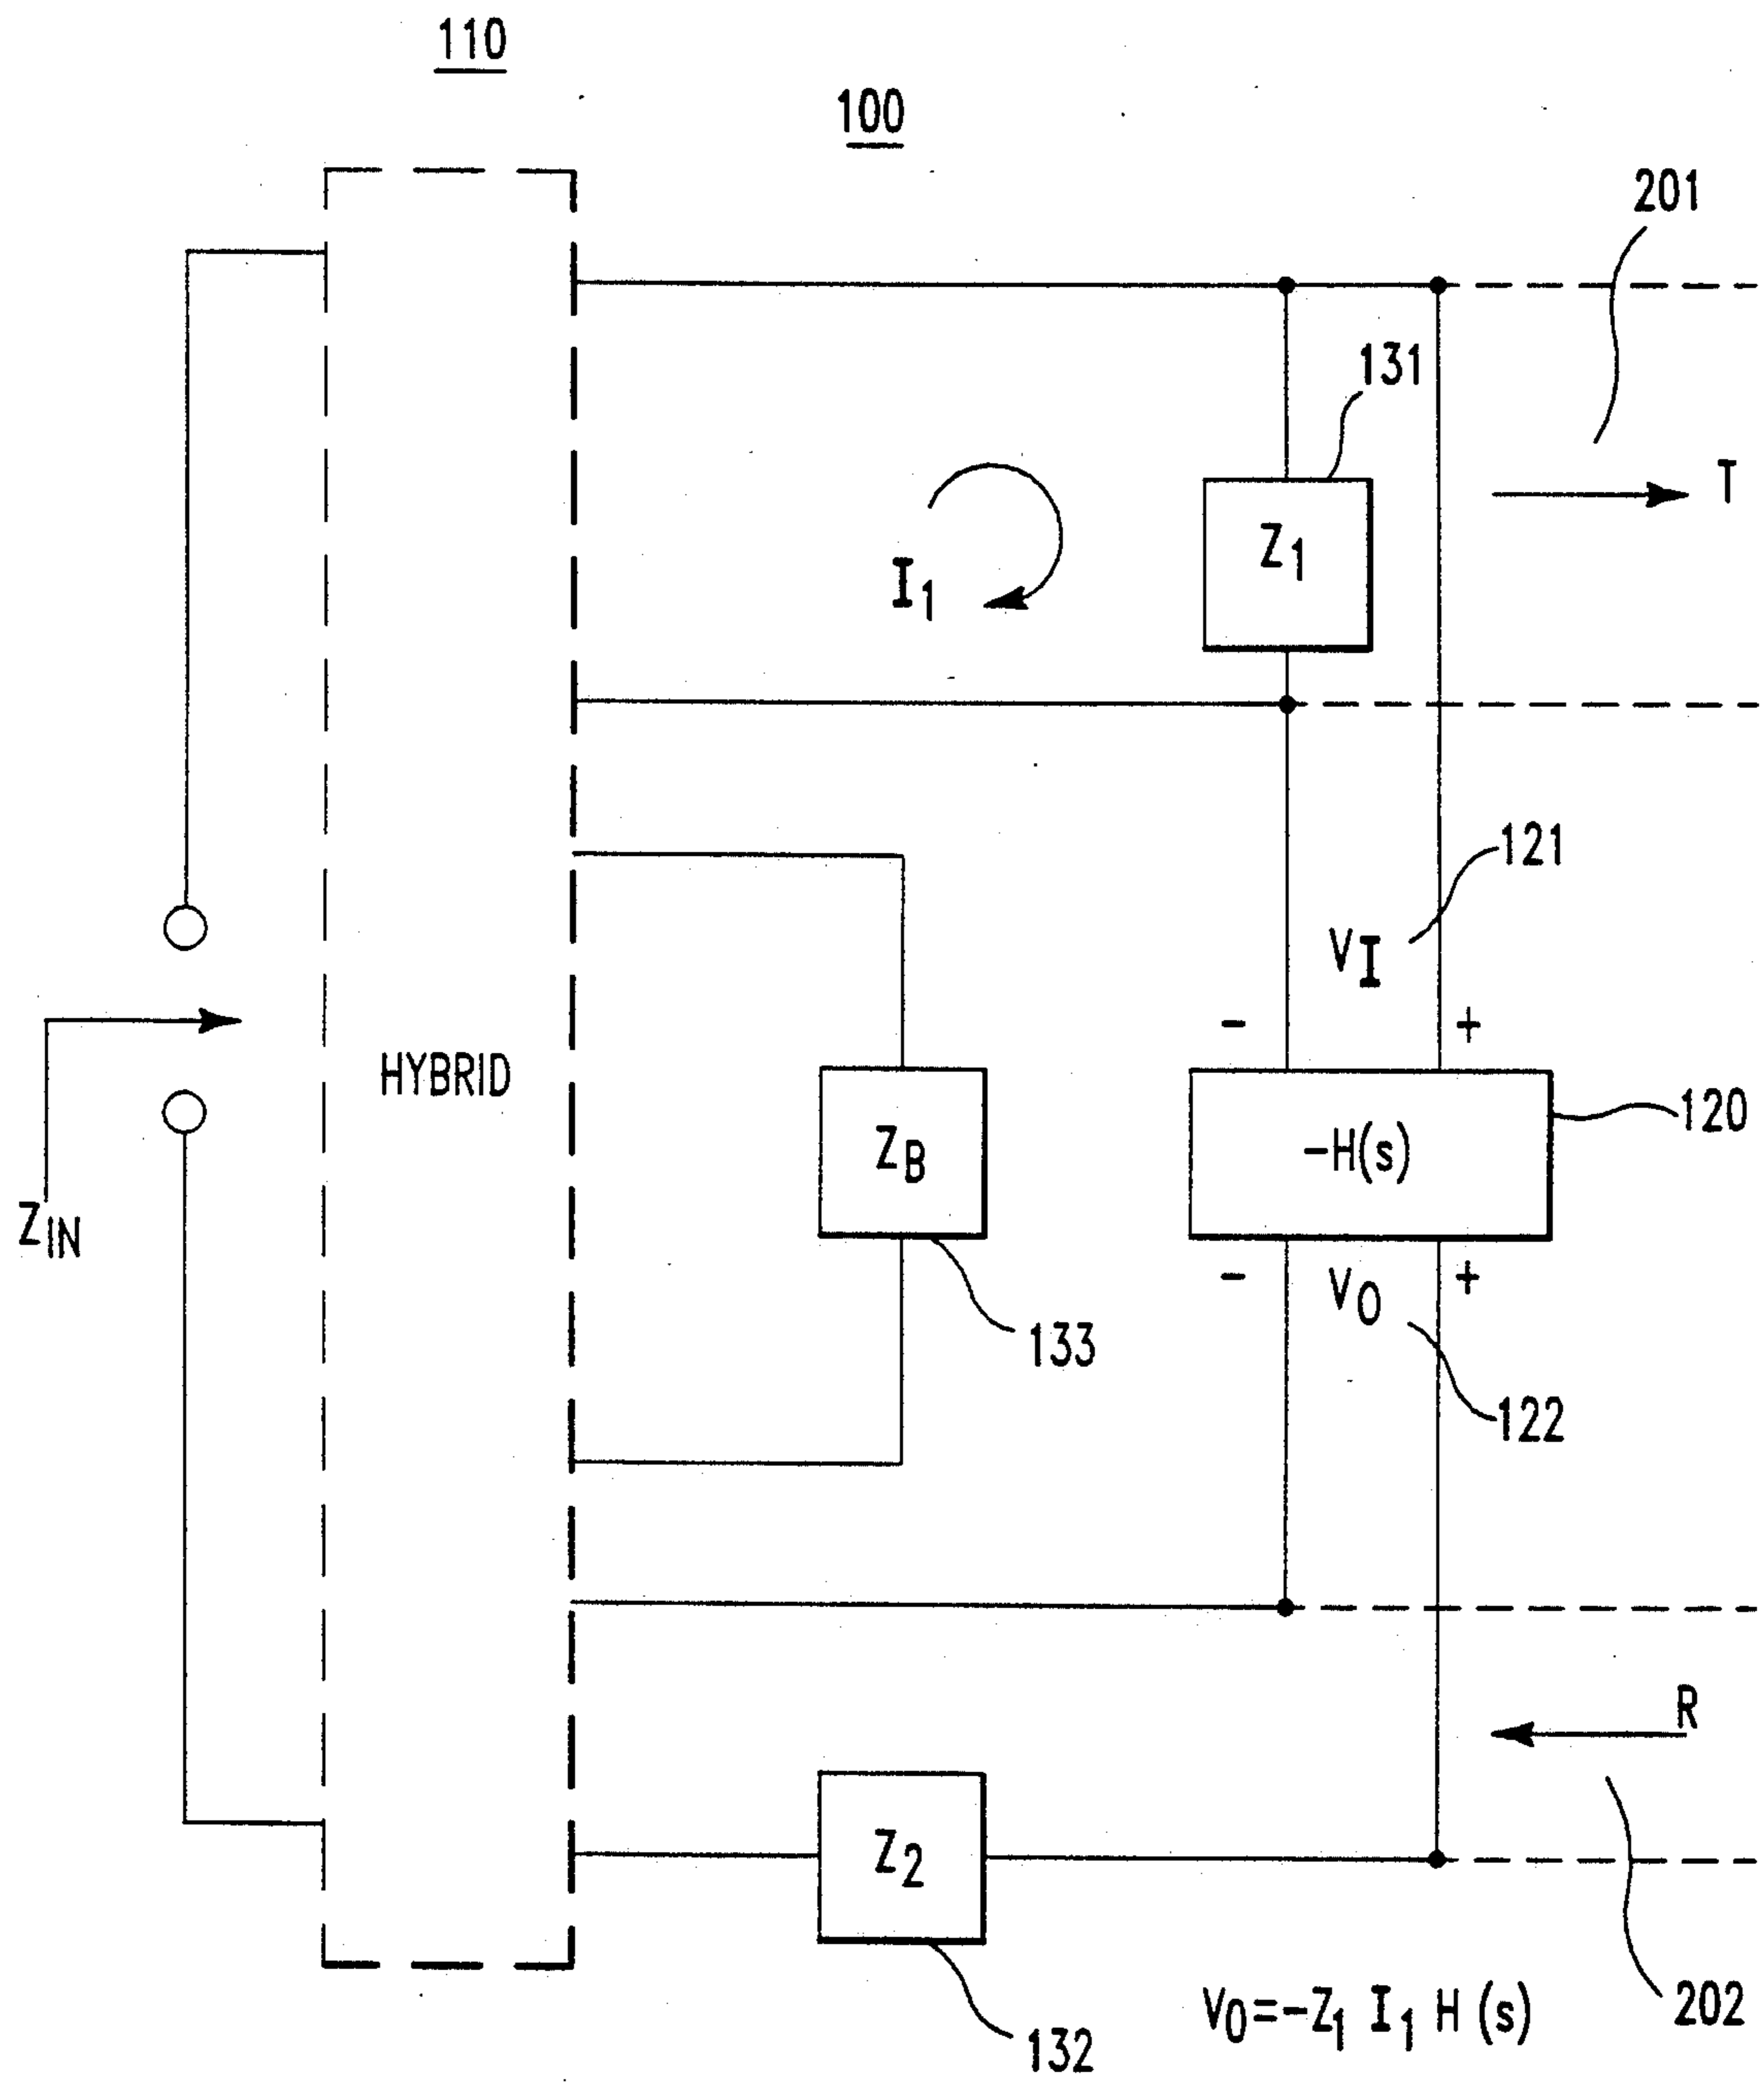 110
100
201
131
T
Z1
I1
121
VI
- +
HYBRID
ZB
-H(s)
120
ZIN
- +
VO
133
122
R
Z2
202
VO=-Z1 I1 H(s)
132